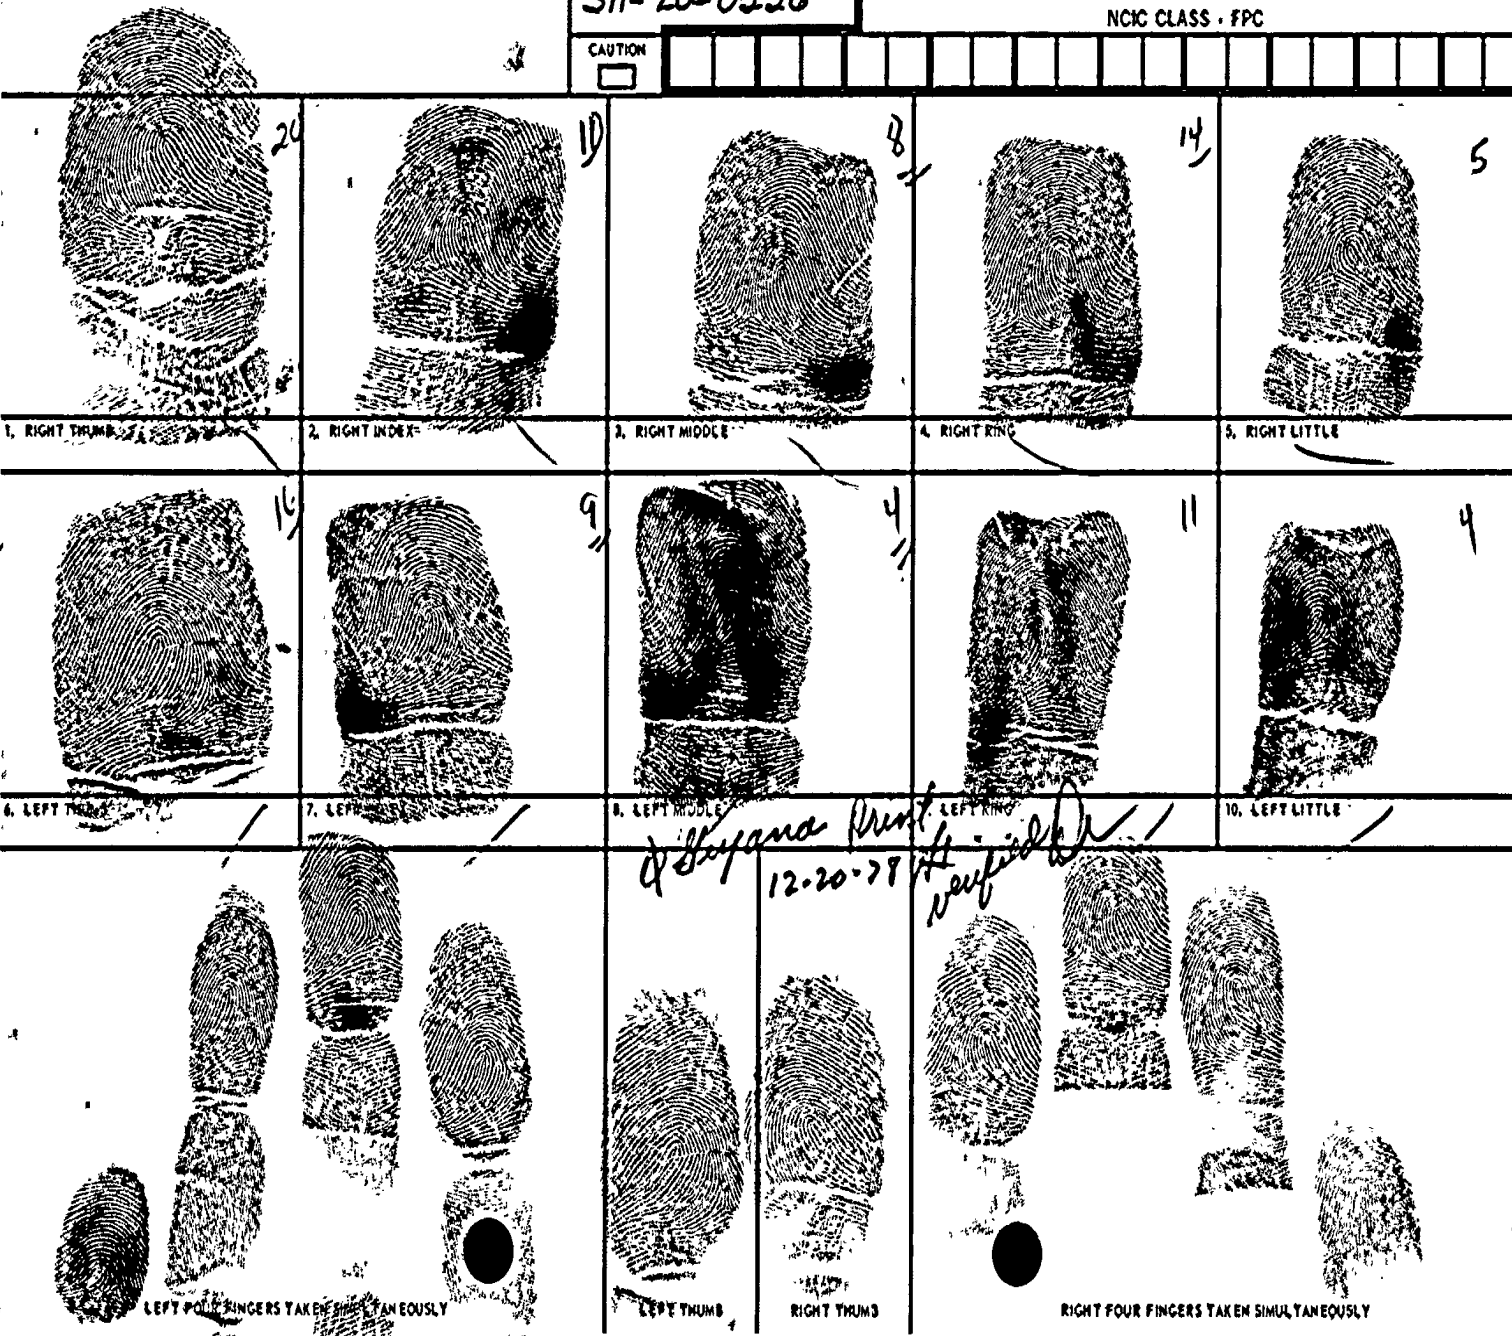 NCIC CLASS - FPC
CAUTION
20 10 8 14 5
1. RIGHT THUMB 2. RIGHT INDEX 3. RIGHT MIDDLE 4. RIGHT RING 5. RIGHT LITTLE
16 9 4 11 4
6. LEFT THUMB 7. LEFT 8. LEFT MIDDLE LEFT RING 10. LEFT LITTLE
Guyana Print
12-20-78 verified
LEFT FOUR FINGERS TAKEN SIMULTANEOUSLY LEFT THUMB RIGHT THUMB RIGHT FOUR FINGERS TAKEN SIMULTANEOUSLY